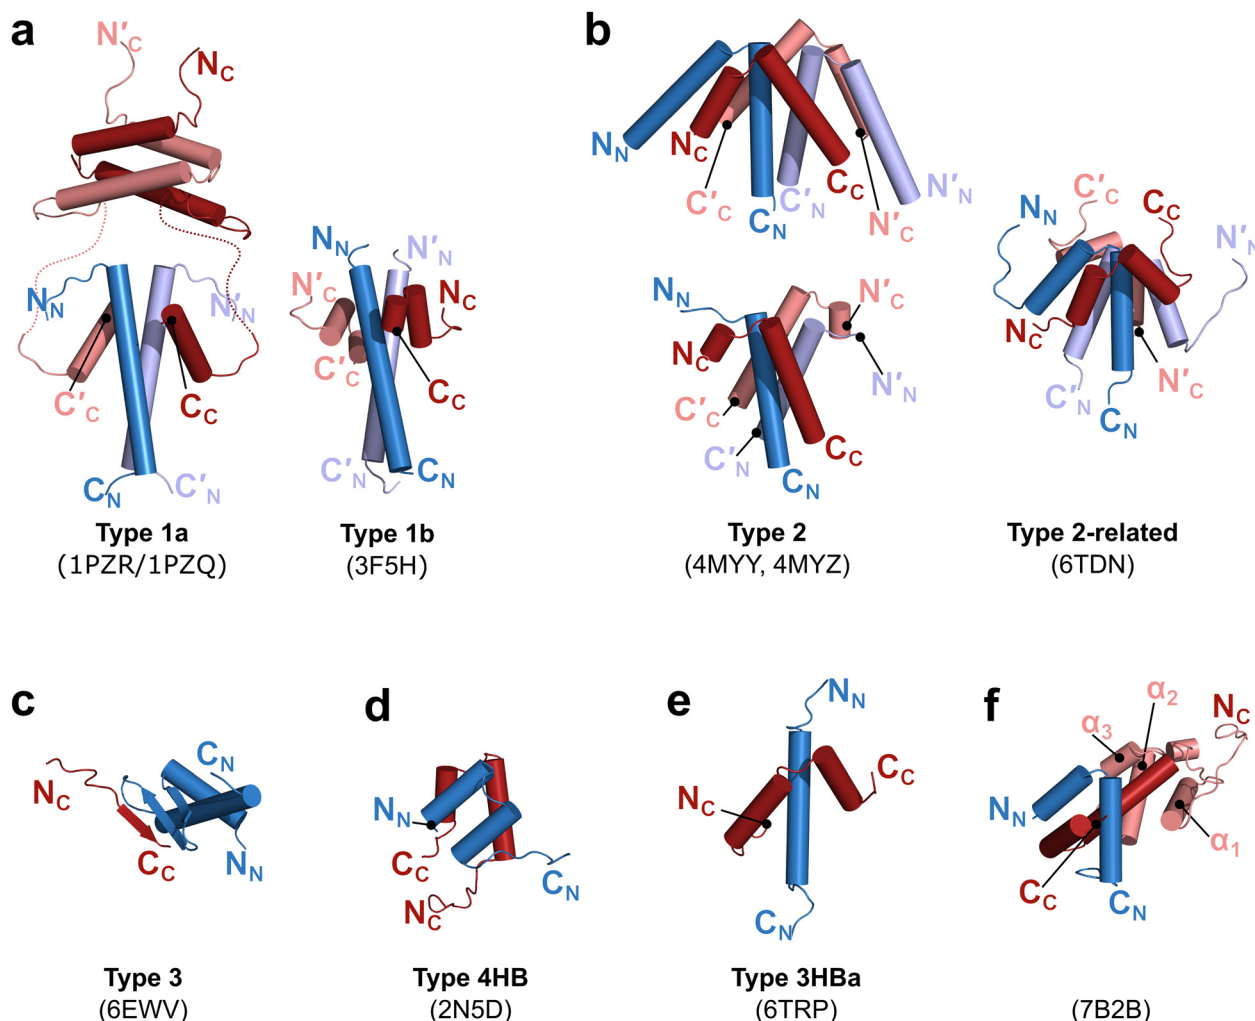 a
N′C
NC
NN
N′N
C′C
CC
CN
C′N
Type 1a
(1PZR/1PZQ)
NN
N′N
N′C
NC
C′C
CC
C′N
CN
Type 1b
(3F5H)
b
NN
NC
C′C
CN
C′N
CC
N′C
N′N
NN
N′C
NC
N′N
C′C
C′N
CC
CN
Type 2
(4MYY, 4MYZ)
NN
C′C
CC
N′N
NC
C′N
CN
N′C
Type 2-related
(6TDN)
c
CN
NC
CC
NN
Type 3
(6EWV)
d
NN
CC
CN
NC
Type 4HB
(2N5D)
e
NN
CC
NC
CN
Type 3HBa
(6TRP)
f
α2
NC
α3
NN
α1
CC
CN
(7B2B)